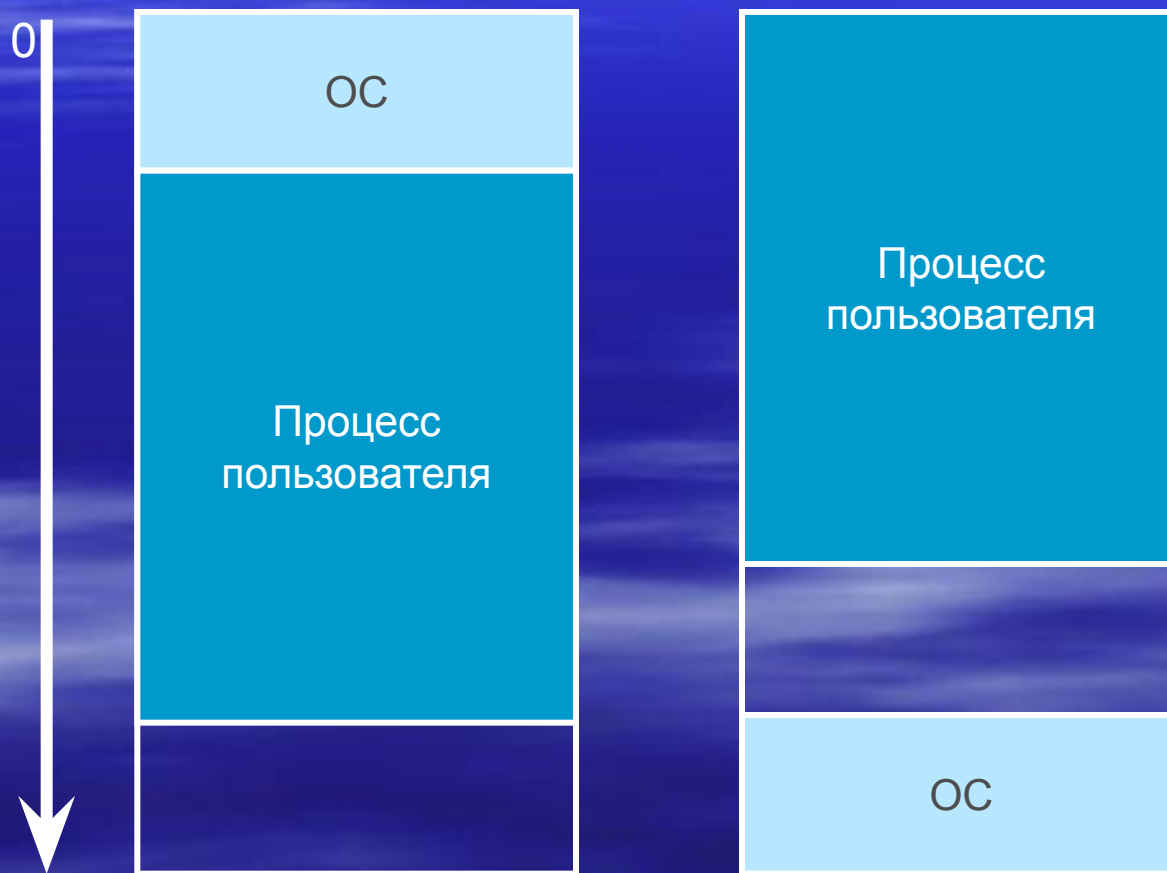 0
ОС
Процесс
пользователя
Процесс
пользователя
ОС